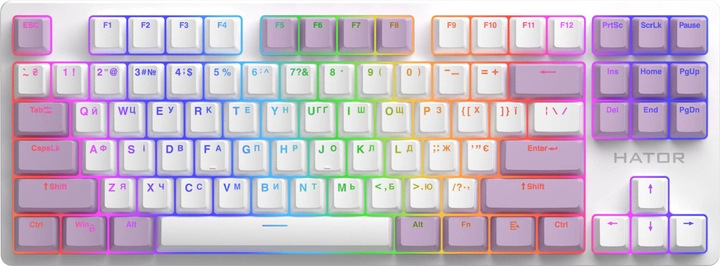 ESC F1 F2 F3 F4 F5 F6 F7 F8 F9 F10 F11 F12 PrtSc ScrLk Pause
~ ₴ 1 ! 2 " @ 3 # № 4 ; $ 5 % 6 : ^ 7 ? & 8 * 9 ( 0 ) - _ = + ← Ins Home PgUp
Tab Q Й W Ц E У R К T Е Y Н U Г Ґ I Ш O Щ P З { [ Х } ] Ї | \ / Del End PgDn
CapsLk A Ф S І D В F А G П H Р J О K Л L Д ; : Ж ' " Є Enter↵
HATOR
⇧Shift Z Я X Ч C С V М B И N Т M Ь < , Б > . Ю / ? . , ⇧Shift ↑
Ctrl Win Alt Alt Fn Ctrl ← ↓ →